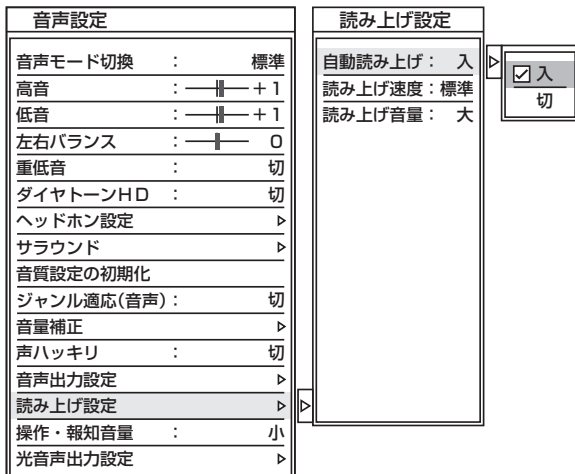 音声設定
音声モード切換 : 標準
高音 : +1
低音 : +1
左右バランス : 0
重低音 : 切
ダイヤトーンHD : 切
ヘッドホン設定
サラウンド
音質設定の初期化
ジャンル適応(音声) : 切
音量補正
声ハッキリ : 切
音声出力設定
読み上げ設定
操作・報知音量 : 小
光音声出力設定
読み上げ設定
自動読み上げ : 入
読み上げ速度 : 標準
読み上げ音量 : 大
入
切